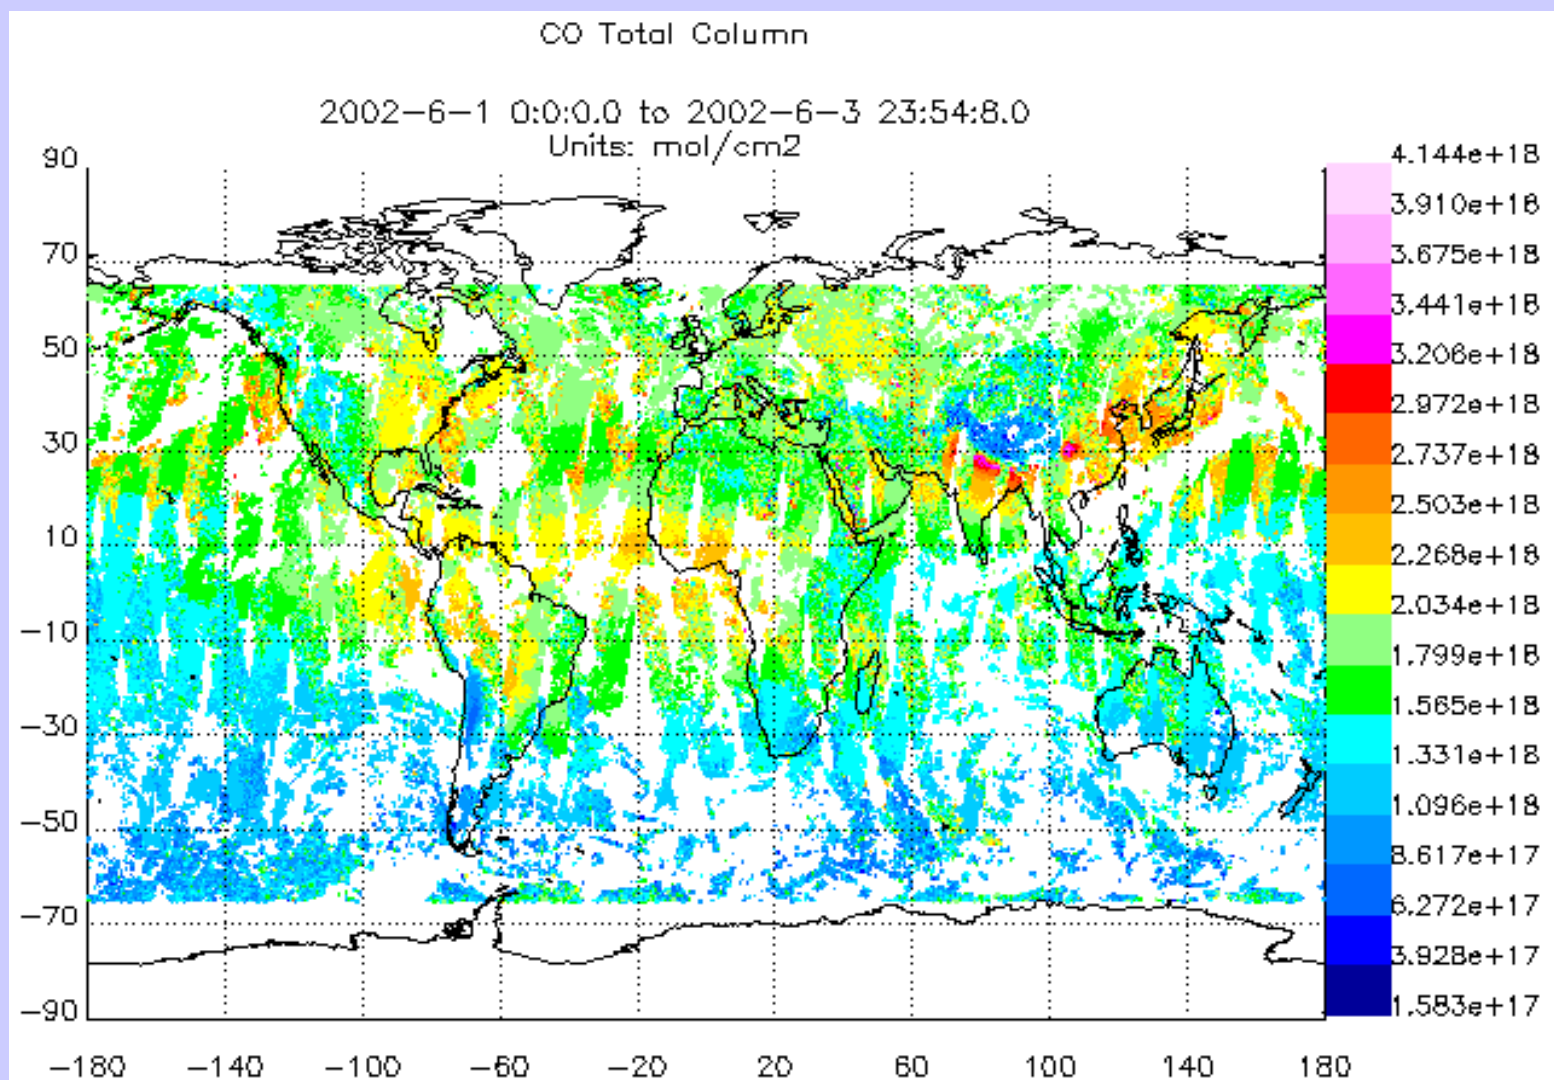 CO Total Column
2002-6-1 0:0:0.0 to 2002-6-3 23:54:8.0
Units: mol/cm2
90
70
50
30
10
-10
-30
-50
-70
-90
-180 -140 -100 -60 -20 20 60 100 140 180
4.144e+18
3.910e+18
3.675e+18
3.441e+18
3.206e+18
2.972e+18
2.737e+18
2.503e+18
2.268e+18
2.034e+18
1.799e+18
1.565e+18
1.331e+18
1.096e+18
8.617e+17
6.272e+17
3.928e+17
1.583e+17